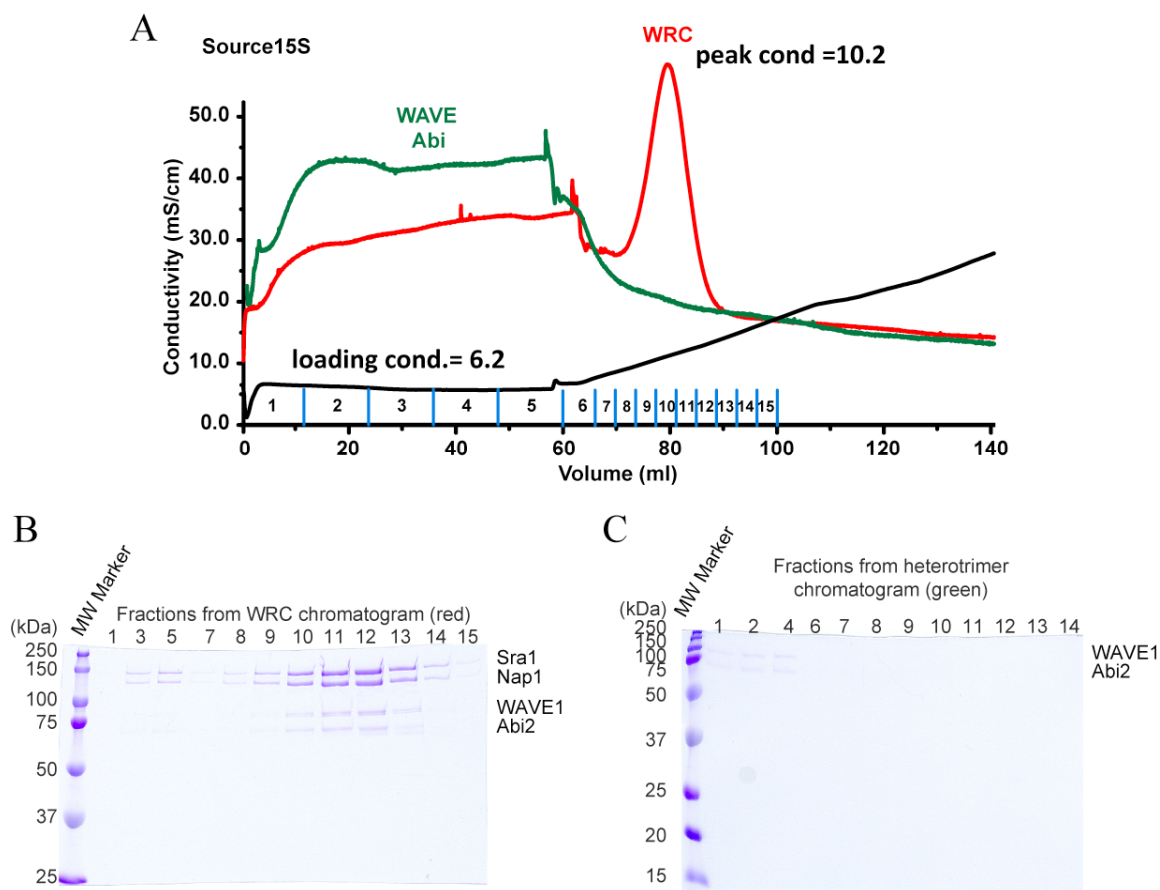 A
Source15S
WRC
peak cond =10.2
WAVE
Abi
loading cond.= 6.2
Conductivity (mS/cm)
50.0
40.0
30.0
20.0
10.0
0.0
1 2 3 4 5 6 7 8 9 10 11 12 13 14 15
0 20 40 60 80 100 120 140
Volume (ml)
B
MW Marker
Fractions from WRC chromatogram (red)
(kDa)
1 3 5 7 8 9 10 11 12 13 14 15
250
150
100
75
50
37
25
Sra1
Nap1
WAVE1
Abi2
C
MW Marker
Fractions from heterotrimer
chromatogram (green)
(kDa)
1 2 4 6 7 8 9 10 11 12 13 14
250
150
100
75
50
37
25
20
15
WAVE1
Abi2